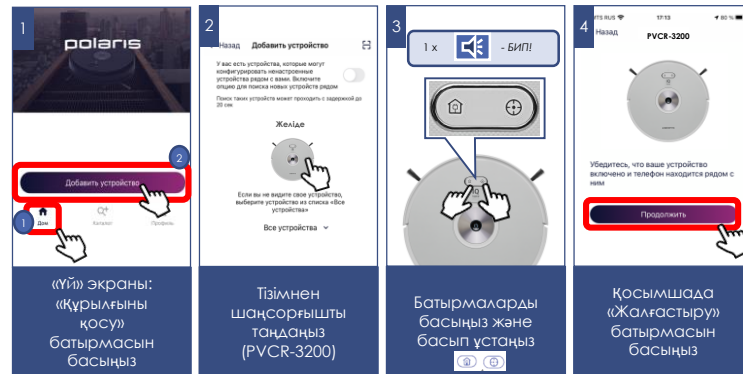 1
polaris
2
Добавить устройство
1
Дом
Каталог
Профиль
«Үй» экраны:
«Құрылғыны
қосу»
батырмасын
басыңыз
2
Назад Добавить устройство
У вас есть устройства, которые могут
конфигурировать ненастроенные
устройства рядом с вами. Включите
опцию для поиска новых устройств рядом
Поиск таких устройств может проходить с задержкой до
20 сек
Желіде
Если вы не видите свое устройство,
выберите устройство из списка «Все
устройства»
Все устройства
Тізімнен
шаңсорғышты
таңдаңыз
(PVCR-3200)
3
1 x - БИП!
Батырмаларды
басыңыз және
басып ұстаңыз
4
MTS RUS 17:13 80 %
Назад
PVCR-3200
Убедитесь, что ваше устройство
включено и телефон находится рядом с
ним
Продолжить
Қосымшада
«Жалғастыру»
батырмасын
басыңыз